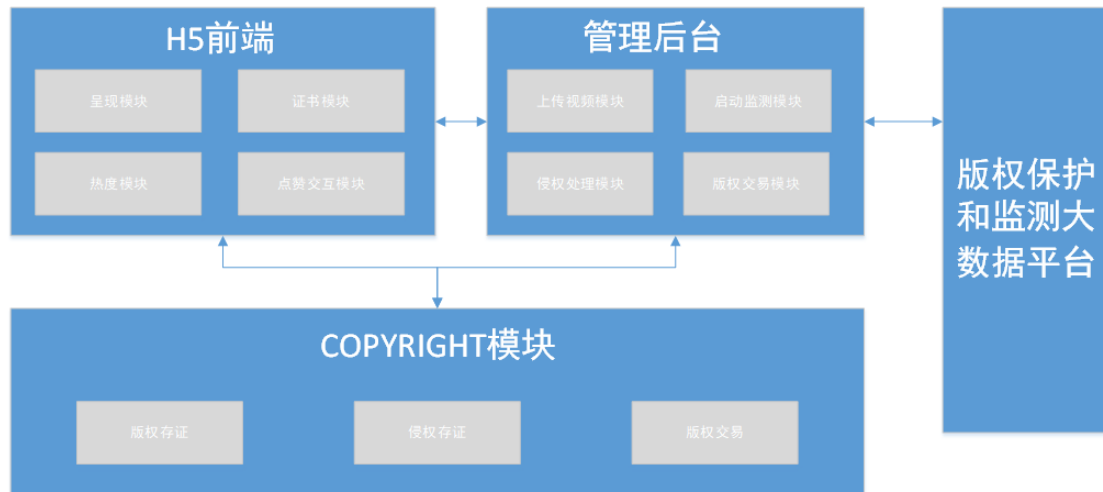 H5前端
呈现模块
证书模块
热度模块
点赞交互模块
管理后台
上传视频模块
启动监测模块
侵权处理模块
版权交易模块
版权保护
和监测大
数据平台
COPYRIGHT模块
版权存证
侵权存证
版权交易